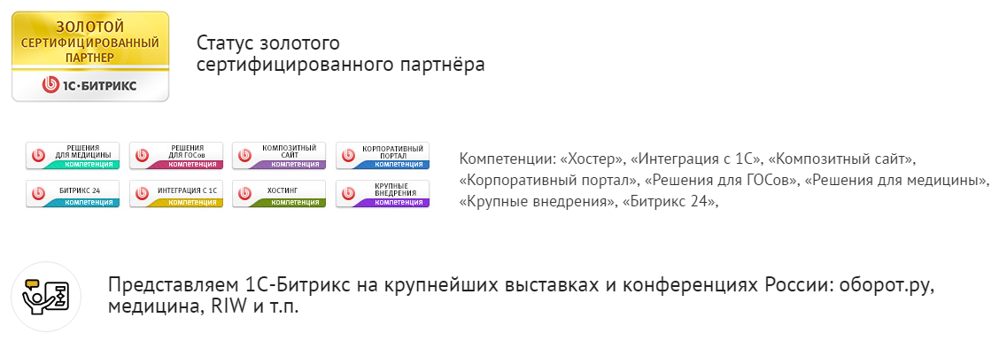 ЗОЛОТОЙ
СЕРТИФИЦИРОВАННЫЙ
ПАРТНЕР
1С·БИТРИКС
Статус золотого
сертифицированного партнёра
РЕШЕНИЯ
ДЛЯ МЕДИЦИНЫ
компетенция
РЕШЕНИЯ
ДЛЯ ГОСов
компетенция
КОМПОЗИТНЫЙ
САЙТ
компетенция
КОРПОРАТИВНЫЙ
ПОРТАЛ
компетенция
БИТРИКС 24
компетенция
ИНТЕГРАЦИЯ С 1С
компетенция
ХОСТИНГ
компетенция
КРУПНЫЕ
ВНЕДРЕНИЯ
компетенция
Компетенции: «Хостер», «Интеграция с 1С», «Композитный сайт»,
«Корпоративный портал», «Решения для ГОСов», «Решения для медицины»,
«Крупные внедрения», «Битрикс 24»,
Представляем 1С-Битрикс на крупнейших выставках и конференциях России: оборот.ру,
медицина, RIW и т.п.